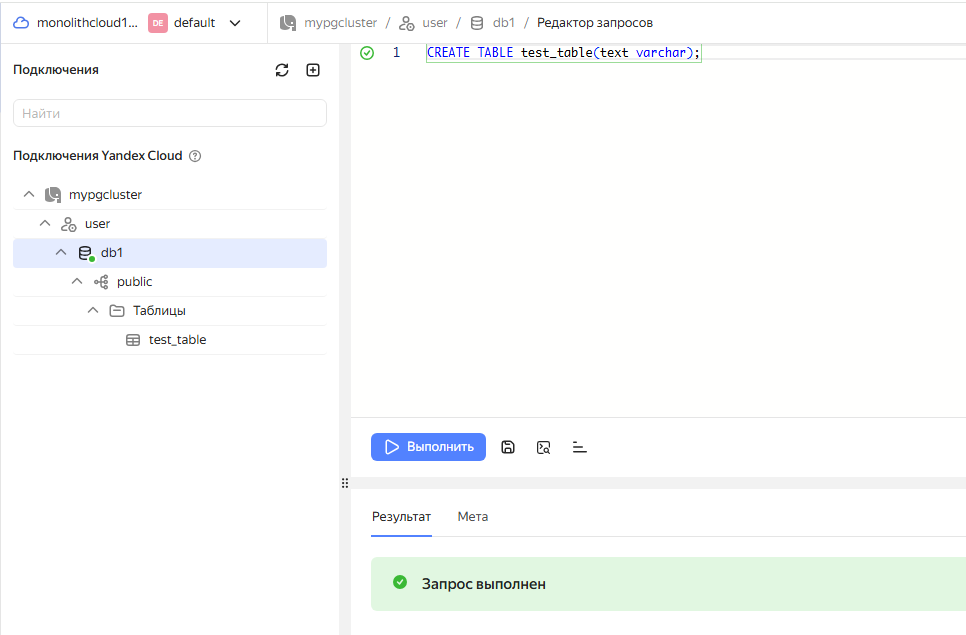 monolithcloud1... DE default
mypgcluster / user / db1 / Редактор запросов
Подключения
Найти
Подключения Yandex Cloud ?
mypgcluster
user
db1
public
Таблицы
test_table
1 CREATE TABLE test_table(text varchar);
Выполнить
Результат Мета
Запрос выполнен